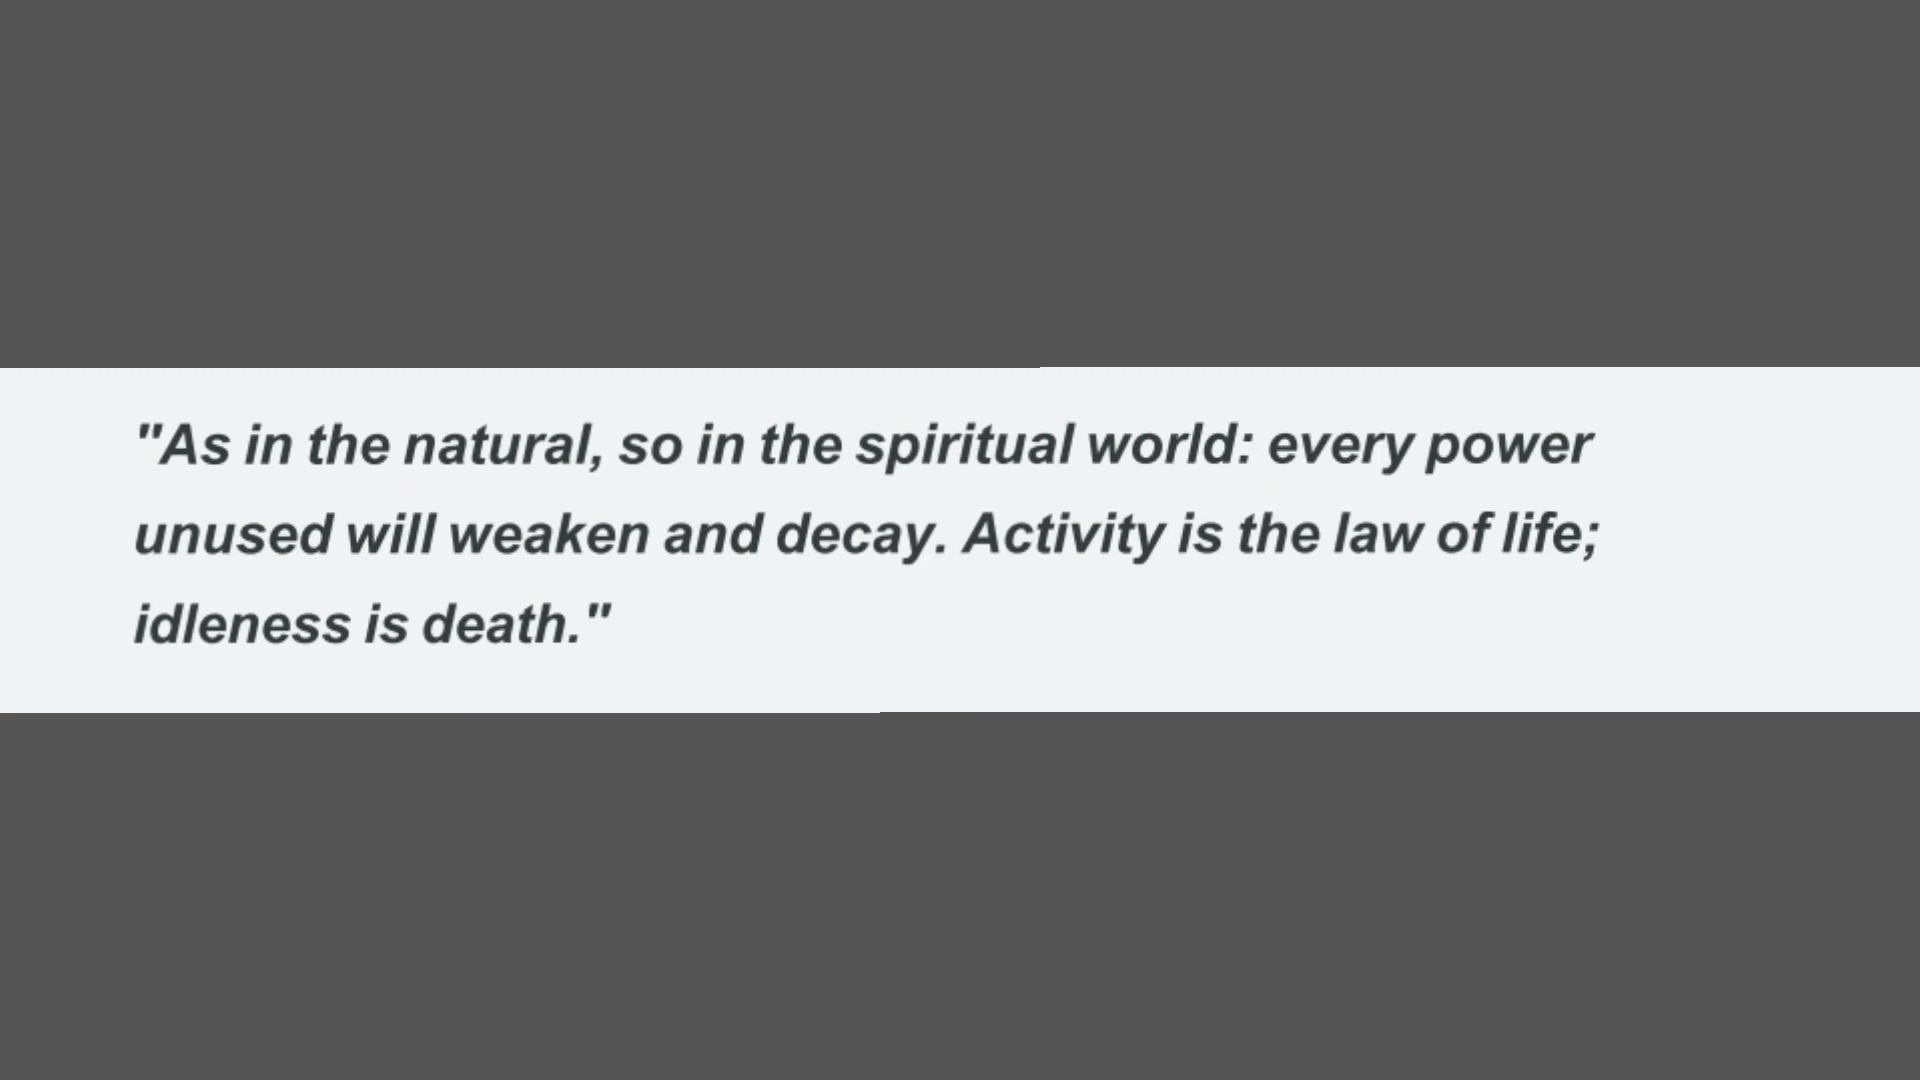 "As in the natural, so in the spiritual world: every power
unused will weaken and decay. Activity is the law of life;
idleness is death."